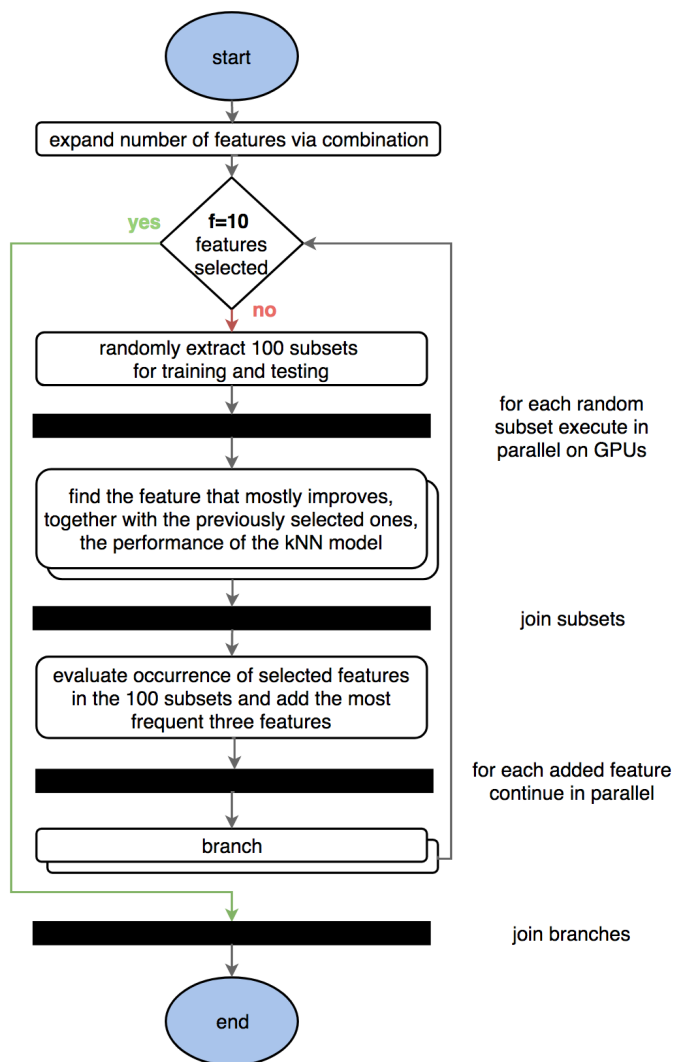 start
expand number of features via combination
yes
f=10
features
selected
no
randomly extract 100 subsets
for training and testing
for each random
subset execute in
parallel on GPUs
find the feature that mostly improves,
together with the previously selected ones,
the performance of the kNN model
join subsets
evaluate occurrence of selected features
in the 100 subsets and add the most
frequent three features
for each added feature
continue in parallel
branch
join branches
end